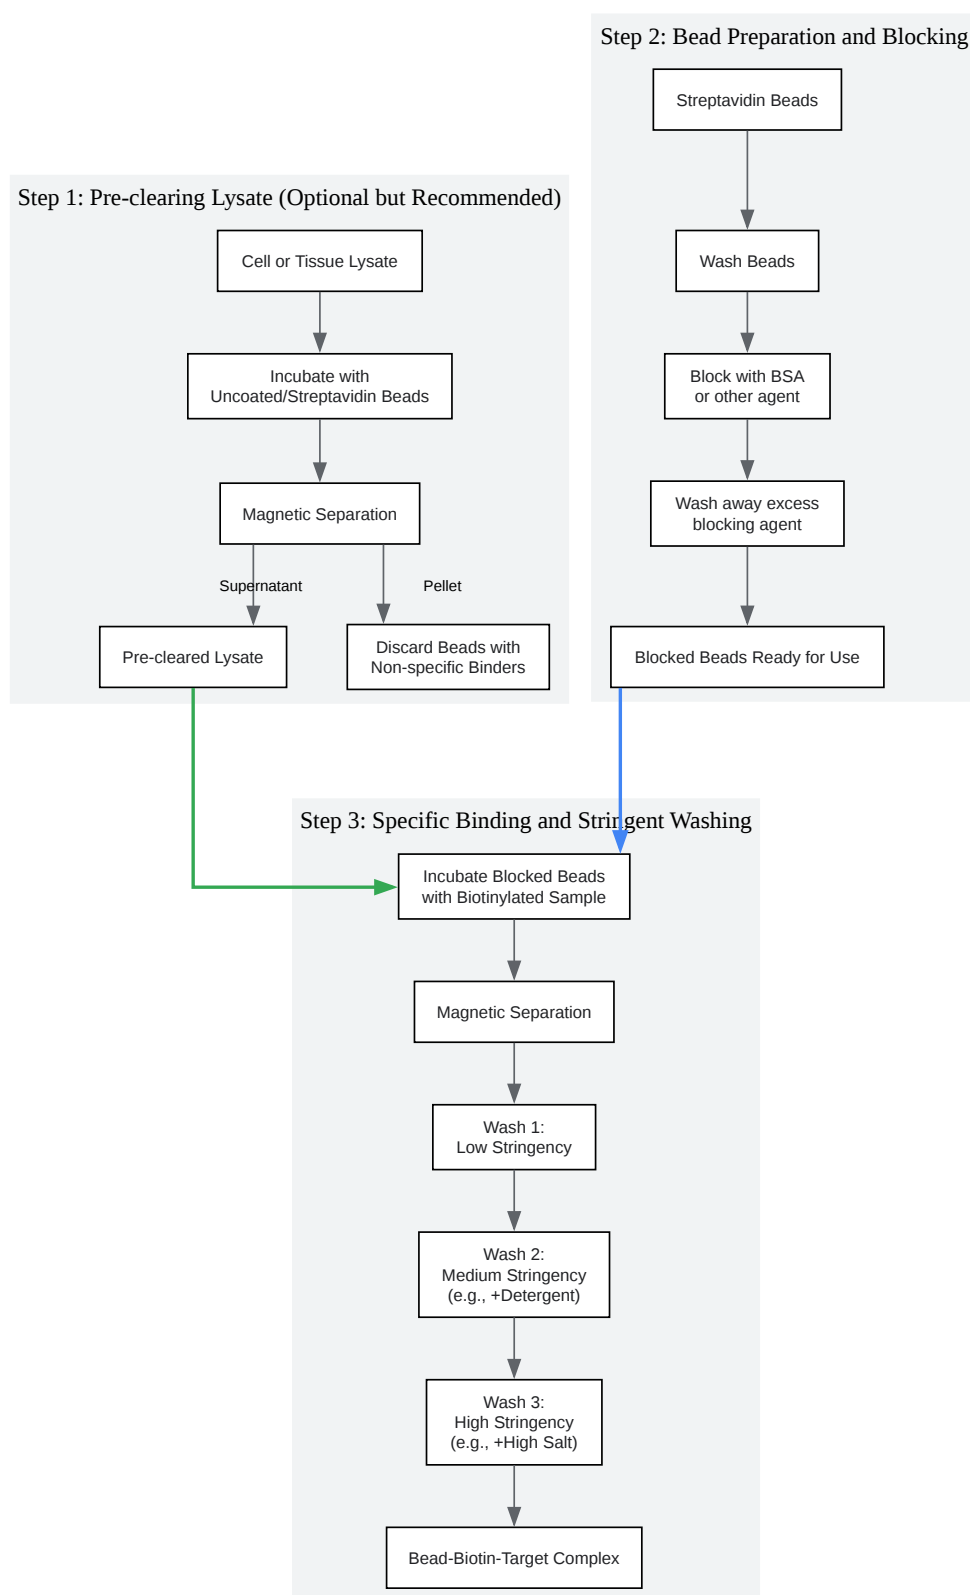 Step 2: Bead Preparation and Blocking
Streptavidin Beads
Wash Beads
Block with BSA
or other agent
Wash away excess
blocking agent
Blocked Beads Ready for Use
Step 1: Pre-clearing Lysate (Optional but Recommended)
Cell or Tissue Lysate
Incubate with
Uncoated/Streptavidin Beads
Magnetic Separation
Supernatant
Pellet
Pre-cleared Lysate
Discard Beads with
Non-specific Binders
Step 3: Specific Binding and Stringent Washing
Incubate Blocked Beads
with Biotinylated Sample
Magnetic Separation
Wash 1:
Low Stringency
Wash 2:
Medium Stringency
(e.g., +Detergent)
Wash 3:
High Stringency
(e.g., +High Salt)
Bead-Biotin-Target Complex